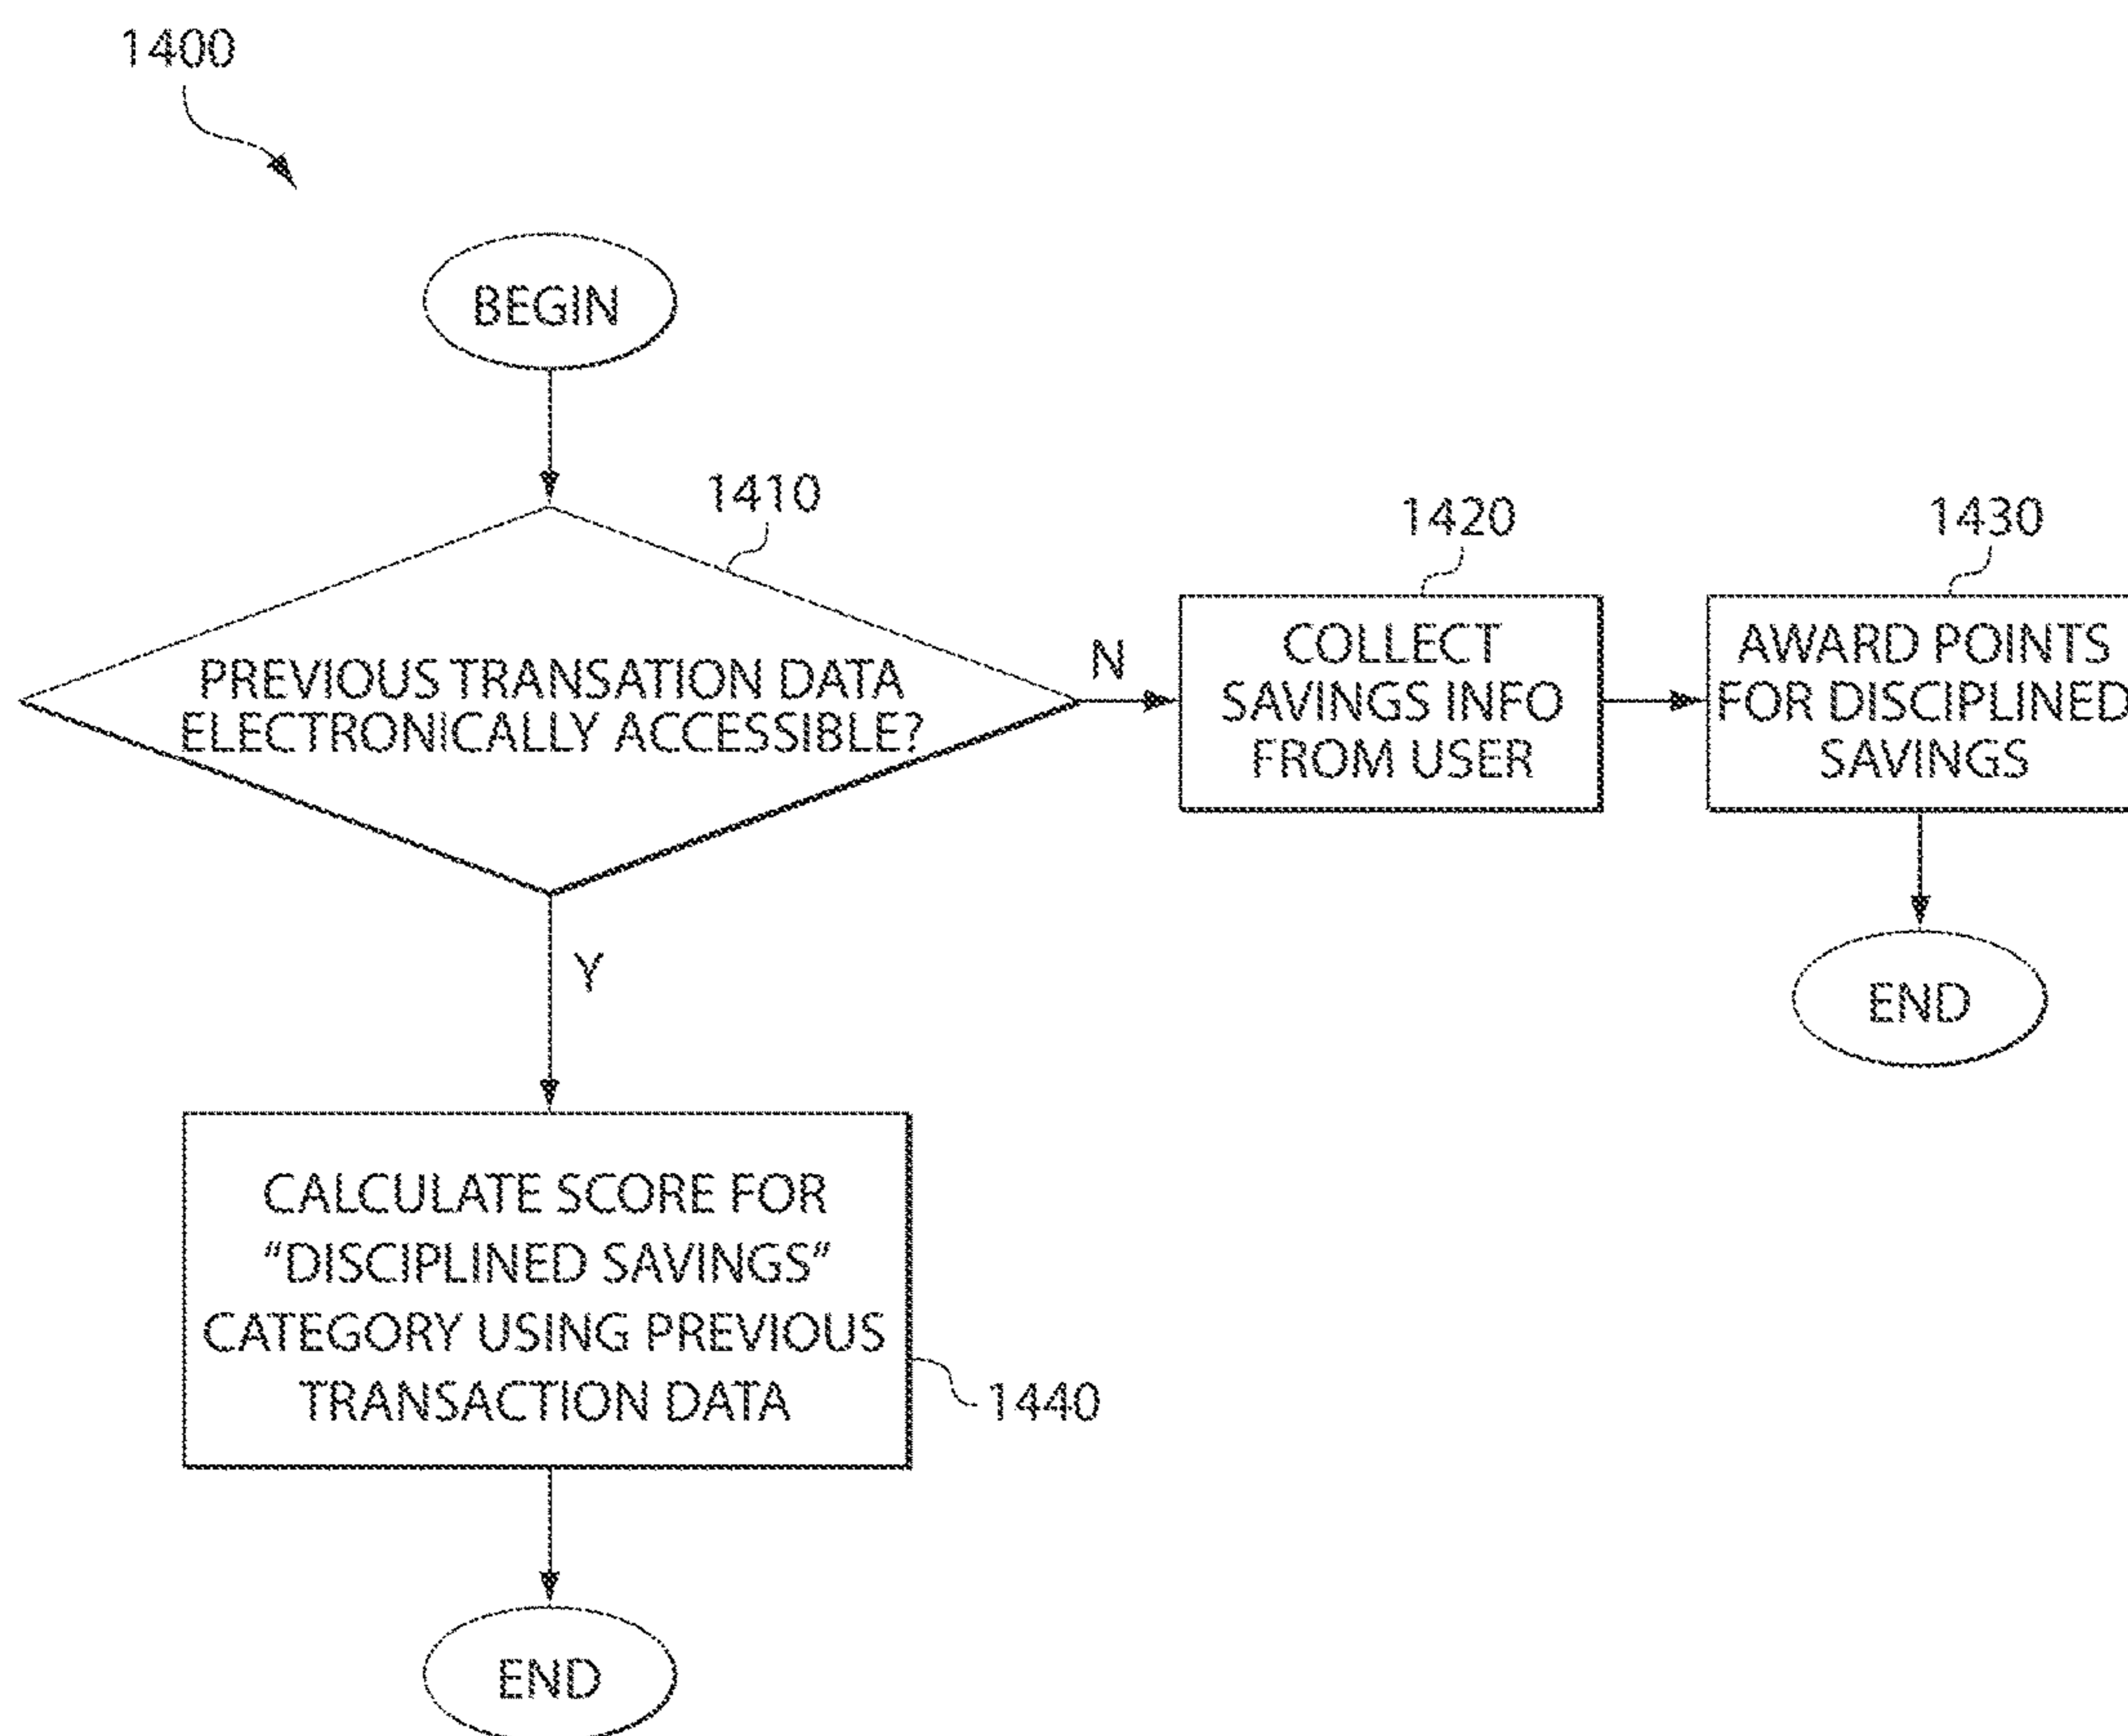 1400
BEGIN
1410
PREVIOUS TRANSATION DATA
ELECTRONICALLY ACCESSIBLE?
N
1420
COLLECT
SAVINGS INFO
FROM USER
1430
AWARD POINTS
FOR DISCIPLINED
SAVINGS
END
Y
CALCULATE SCORE FOR
"DISCIPLINED SAVINGS"
CATEGORY USING PREVIOUS
TRANSACTION DATA
1440
END